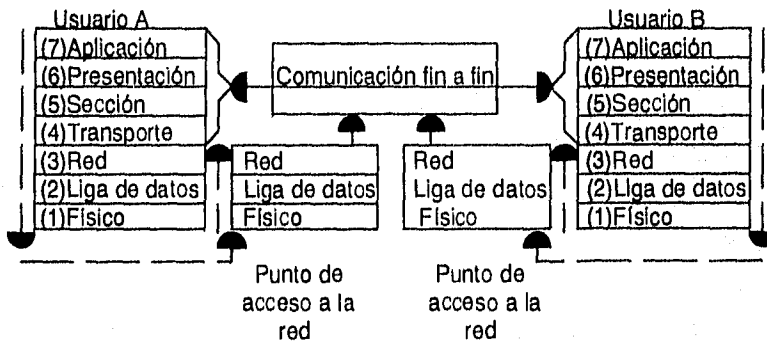 Usuario A
(7)Aplicación
(6)Presentación
(5)Sección
(4)Transporte
(3)Red
(2)Liga de datos
(1)Físico
Comunicación fin a fin
Red
Liga de datos
Físico
Punto de
acceso a la
red
Red
Liga de datos
Físico
Punto de
acceso a la
red
Usuario B
(7)Aplicación
(6)Presentación
(5)Sección
(4)Transporte
(3)Red
(2)Liga de datos
(1)Físico